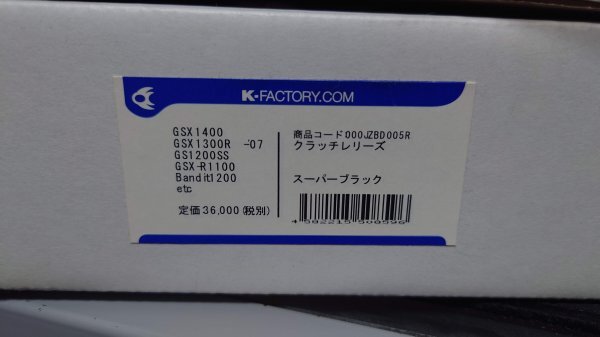 K-FACTORY.COM
GSX1400
GSX1300R -07
GS1200SS
GSX-R1100
Bandit1200
etc
定価36,000(税別)
商品コード000JZBD005R
クラッチレリーズ
スーパーブラック
4582215508596